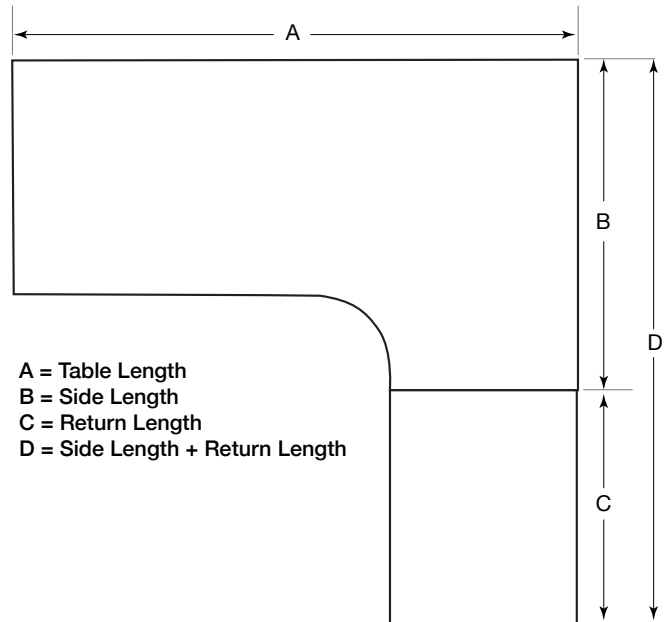 A
B
D
A = Table Length
B = Side Length
C = Return Length
D = Side Length + Return Length
C